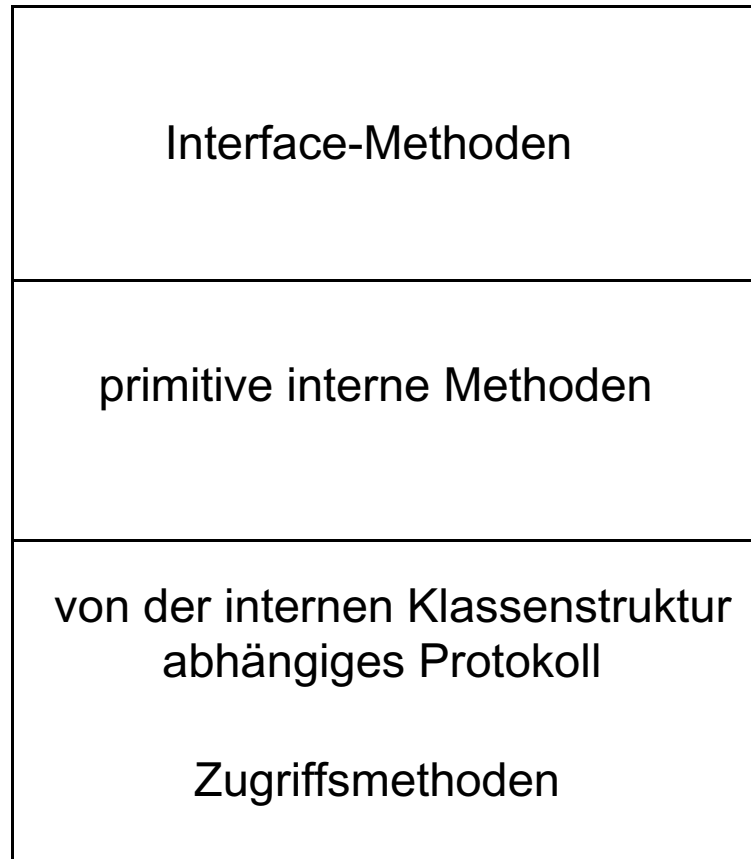 Interface-Methoden
primitive interne Methoden
von der internen Klassenstruktur
abhängiges Protokoll
Zugriffsmethoden